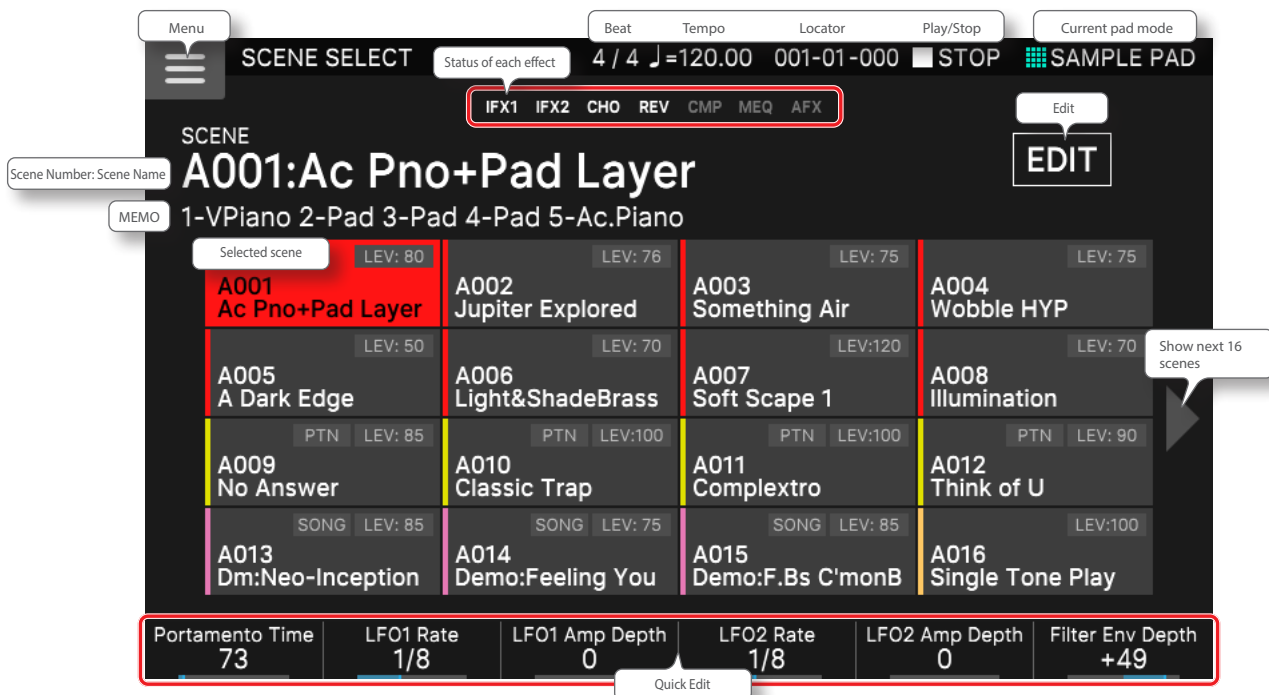 Menu
Beat Tempo Locator Play/Stop
Current pad mode
SCENE SELECT
Status of each effect
4 / 4 ♩=120.00 001-01-000 STOP SAMPLE PAD
IFX1 IFX2 CHO REV CMP MEQ AFX
Edit
SCENE
EDIT
Scene Number: Scene Name
A001:Ac Pno+Pad Layer
MEMO
1-VPiano 2-Pad 3-Pad 4-Pad 5-Ac.Piano
Selected scene
LEV: 80
A001
Ac Pno+Pad Layer
LEV: 76
A002
Jupiter Explored
LEV: 75
A003
Something Air
LEV: 75
A004
Wobble HYP
LEV: 50
A005
A Dark Edge
LEV: 70
A006
Light&ShadeBrass
LEV:120
A007
Soft Scape 1
LEV: 70
A008
Illumination
Show next 16
scenes
PTN LEV: 85
A009
No Answer
PTN LEV:100
A010
Classic Trap
PTN LEV:100
A011
Complextro
PTN LEV: 90
A012
Think of U
SONG LEV: 85
A013
Dm:Neo-Inception
SONG LEV: 75
A014
Demo:Feeling You
SONG LEV: 85
A015
Demo:F.Bs C'monB
LEV:100
A016
Single Tone Play
Portamento Time
73
LFO1 Rate
1/8
LFO1 Amp Depth
0
LFO2 Rate
1/8
LFO2 Amp Depth
0
Filter Env Depth
+49
Quick Edit